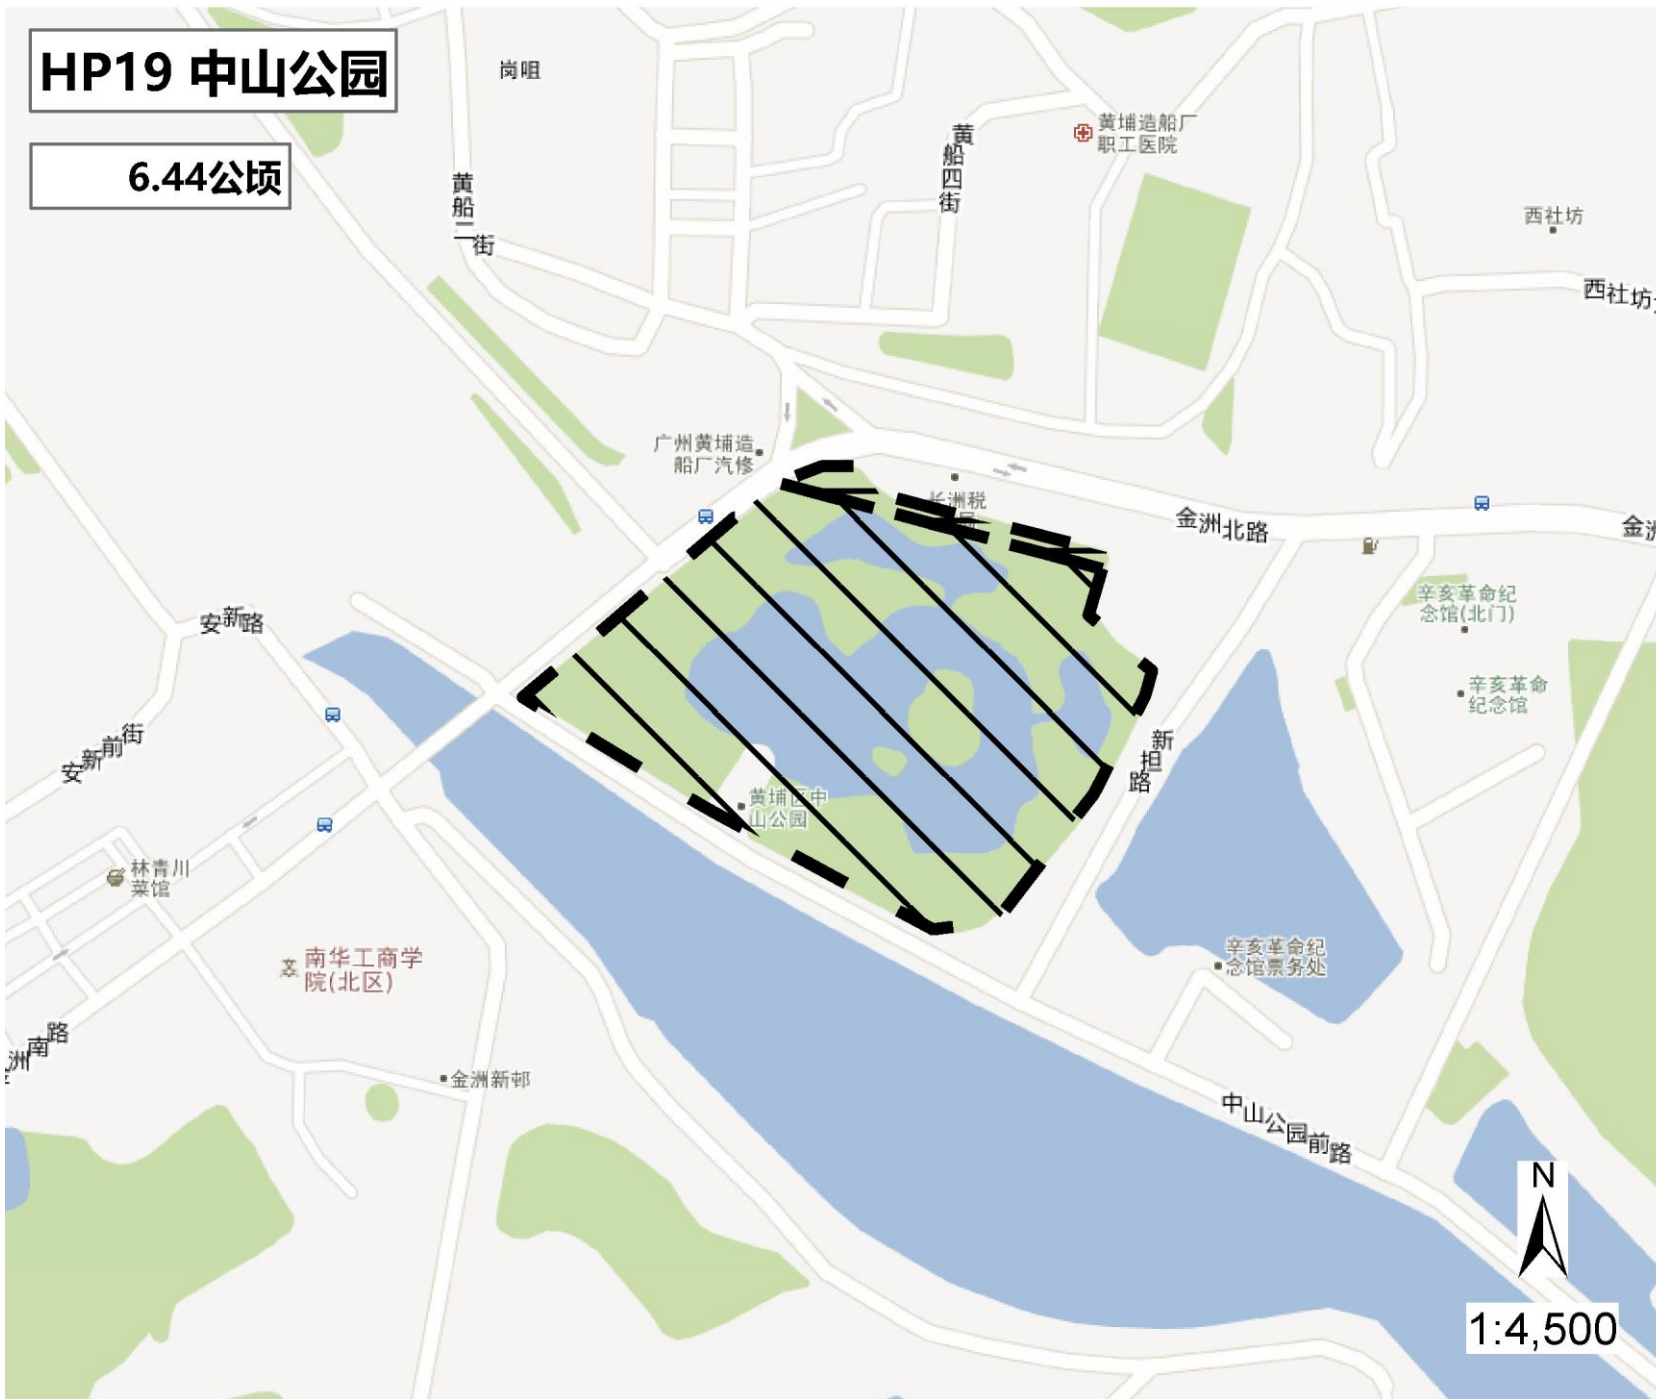 HP19 中山公园
6.44公顷
岗咀
黄船二街
黄船四街
黄埔造船厂
职工医院
西社坊
西社坊
广州黄埔造
船厂汽修
长洲税
金洲北路
金洲
辛亥革命纪
念馆(北门)
辛亥革命
纪念馆
安新路
安新前街
新担路
黄埔区中
山公园
林青川
菜馆
南华工商学
院(北区)
辛亥革命纪
念馆票务处
洲南路
金洲新邨
中山公园前路
N
1:4,500